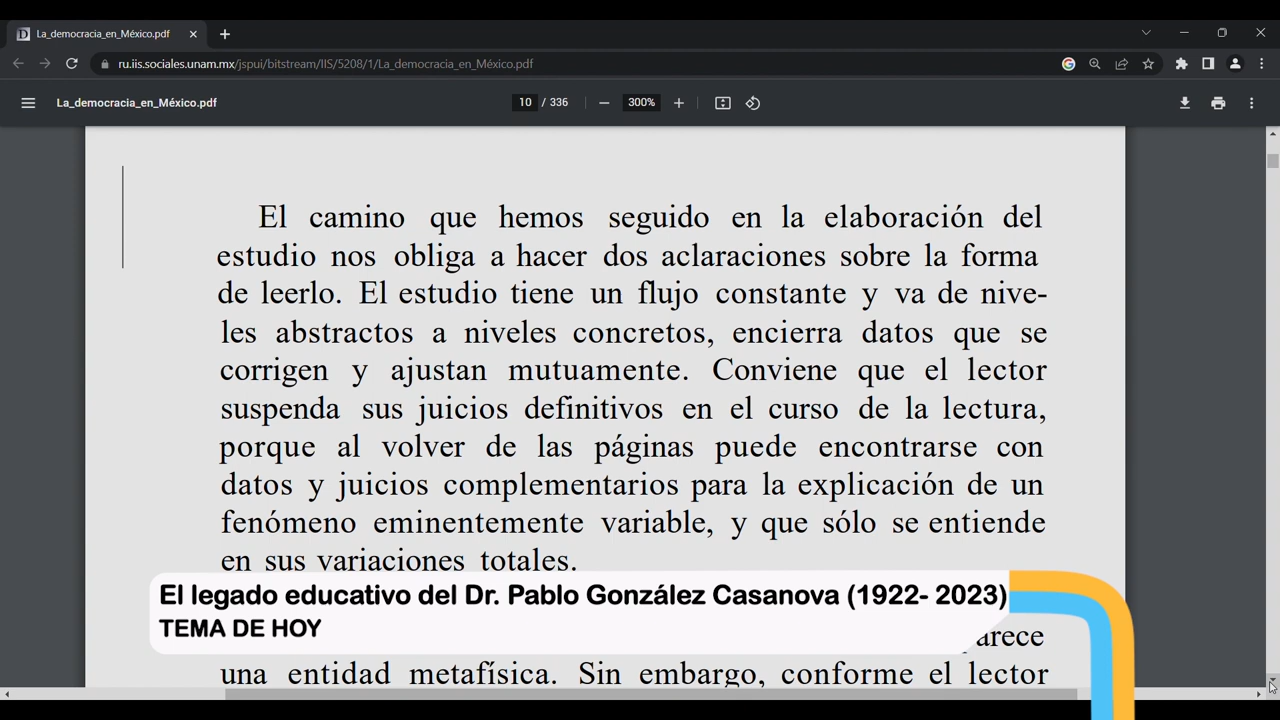 La_democracia_en_México.pdf
ru.iis.sociales.unam.mx/jspui/bitstream/IIS/5208/1/La_democracia_en_México.pdf
La_democracia_en_México.pdf 10 / 336 300%
El camino que hemos seguido en la elaboración del
estudio nos obliga a hacer dos aclaraciones sobre la forma
de leerlo. El estudio tiene un flujo constante y va de nive-
les abstractos a niveles concretos, encierra datos que se
corrigen y ajustan mutuamente. Conviene que el lector
suspenda sus juicios definitivos en el curso de la lectura,
porque al volver de las páginas puede encontrarse con
datos y juicios complementarios para la explicación de un
fenómeno eminentemente variable, y que sólo se entiende
en sus variaciones totales.
El legado educativo del Dr. Pablo González Casanova (1922- 2023)
TEMA DE HOY
una entidad metafísica. Sin embargo, conforme el lector